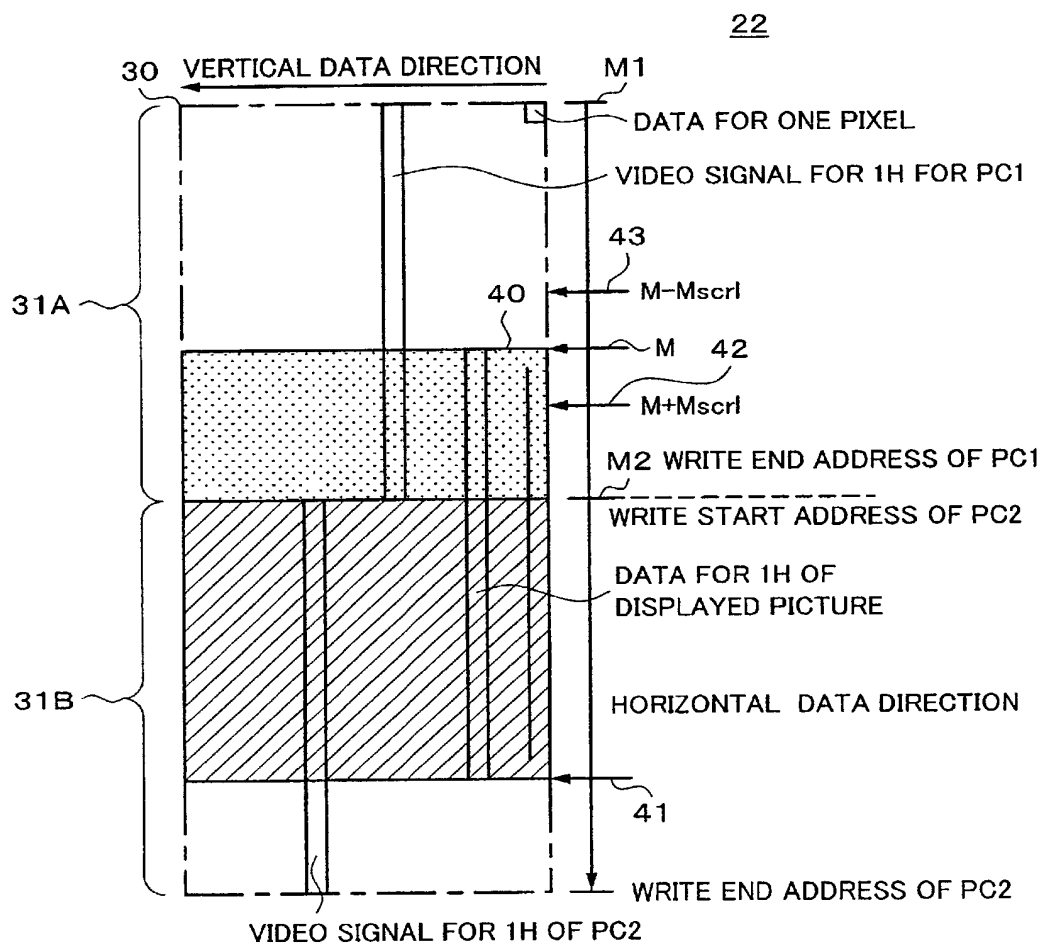 22
VERTICAL DATA DIRECTION
30
M1
DATA FOR ONE PIXEL
VIDEO SIGNAL FOR 1H FOR PC1
43
31A
40
M-Mscrl
M
42
M+Mscrl
M2 WRITE END ADDRESS OF PC1
WRITE START ADDRESS OF PC2
DATA FOR 1H OF
DISPLAYED PICTURE
31B
HORIZONTAL DATA DIRECTION
41
WRITE END ADDRESS OF PC2
VIDEO SIGNAL FOR 1H OF PC2